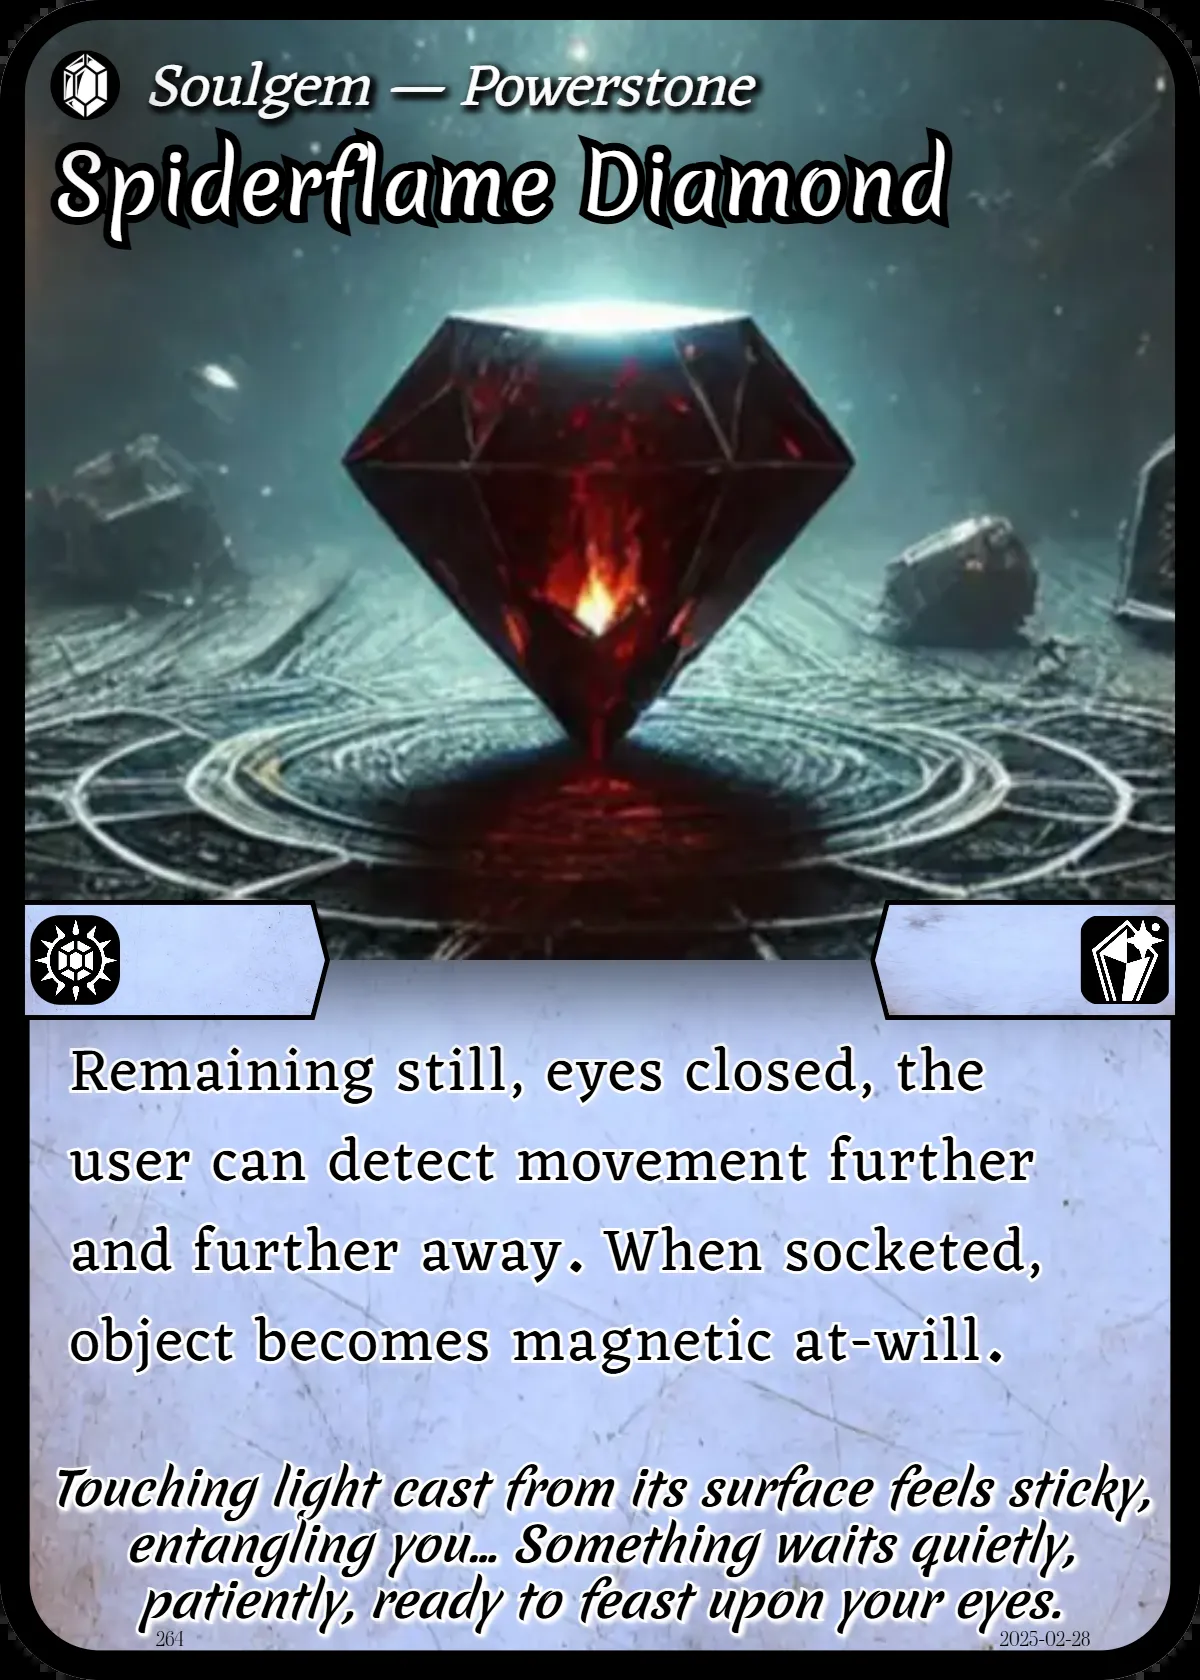 Soulgem — Powerstone
Spiderflame Diamond
Remaining still, eyes closed, the
user can detect movement further
and further away. When socketed,
object becomes magnetic at-will.
Touching light cast from its surface feels sticky,
entangling you... Something waits quietly,
patiently, ready to feast upon your eyes.
264
2025-02-28